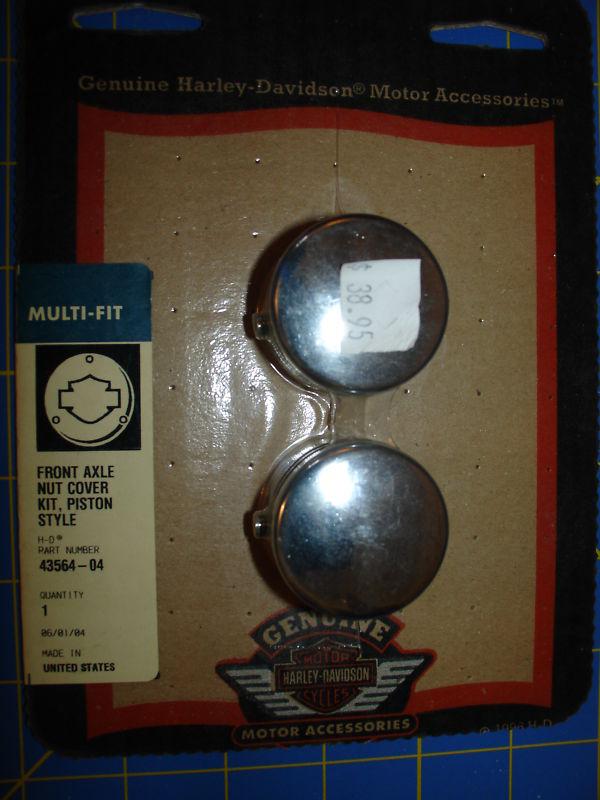 Genuine Harley-Davidson® Motor Accessories™
$ 38.95
MULTI-FIT
FRONT AXLE
NUT COVER
KIT, PISTON
STYLE
H-D®
PART NUMBER
43564-04
QUANTITY
1
06/01/04
MADE IN
UNITED STATES
GENUINE
MOTOR
HARLEY-DAVIDSON
CYCLES
MOTOR ACCESSORIES
© 1996 H-D